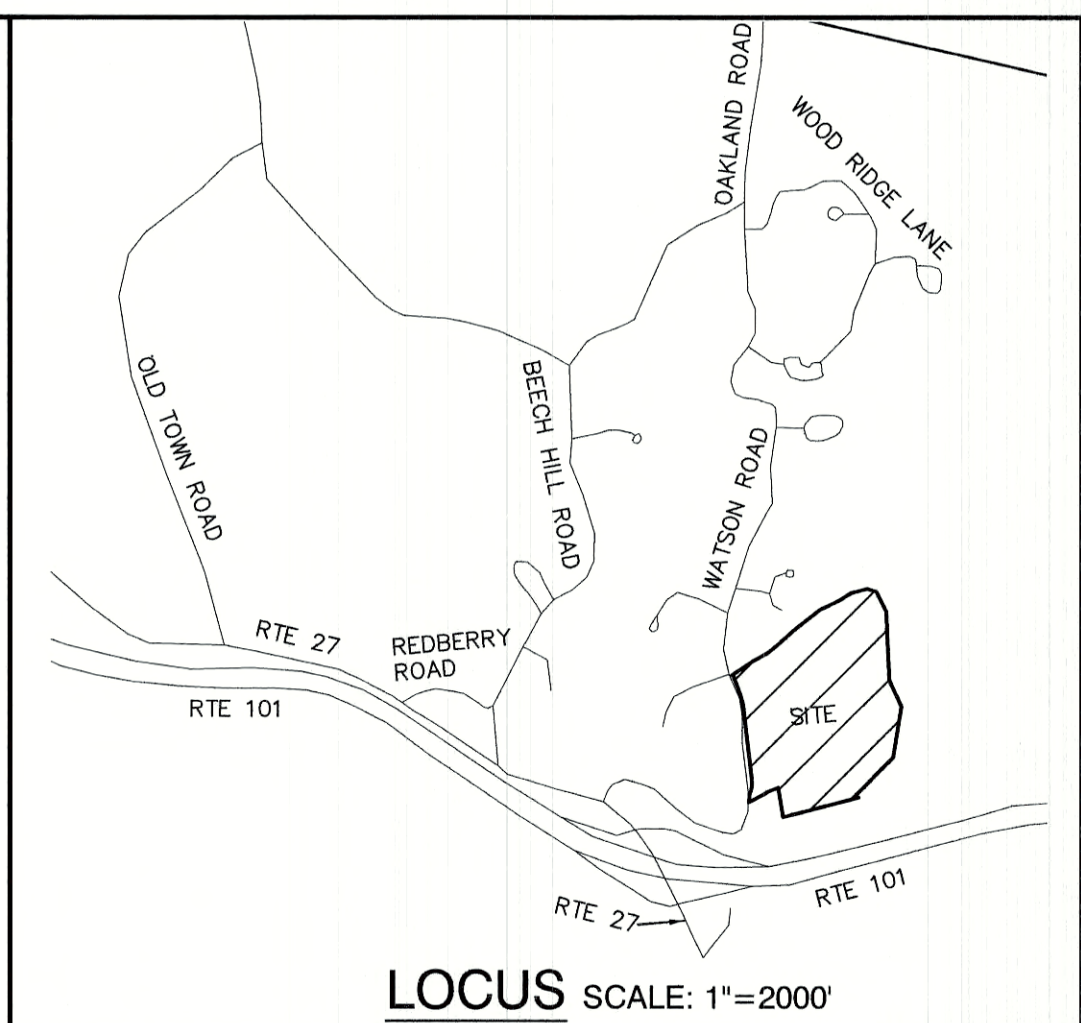 OAKLAND ROAD
WOOD RIDGE LANE
OLD TOWN ROAD
BEECH HILL ROAD
WATSON ROAD
RTE 27
REDBERRY
ROAD
RTE 101
SITE
RTE 27
RTE 101
LOCUS SCALE: 1"=2000'